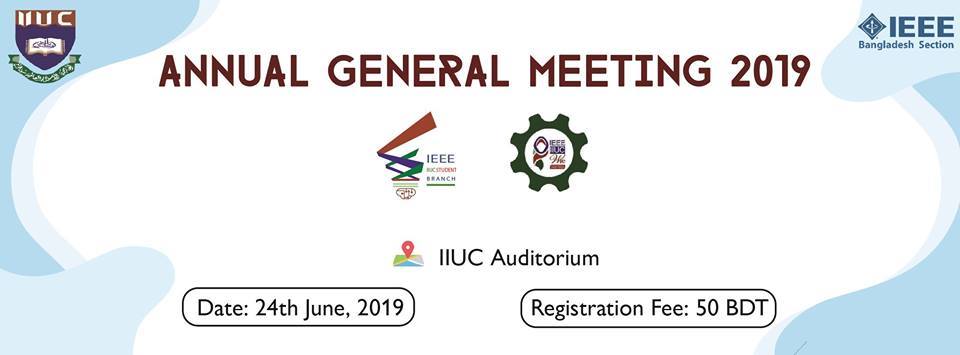 IIUC
IEEE
Bangladesh Section
ANNUAL GENERAL MEETING 2019
IEEE
IIUC STUDENT
BRANCH
IEEE
IIUC
WIE
IIUC Auditorium
Date: 24th June, 2019
Registration Fee: 50 BDT